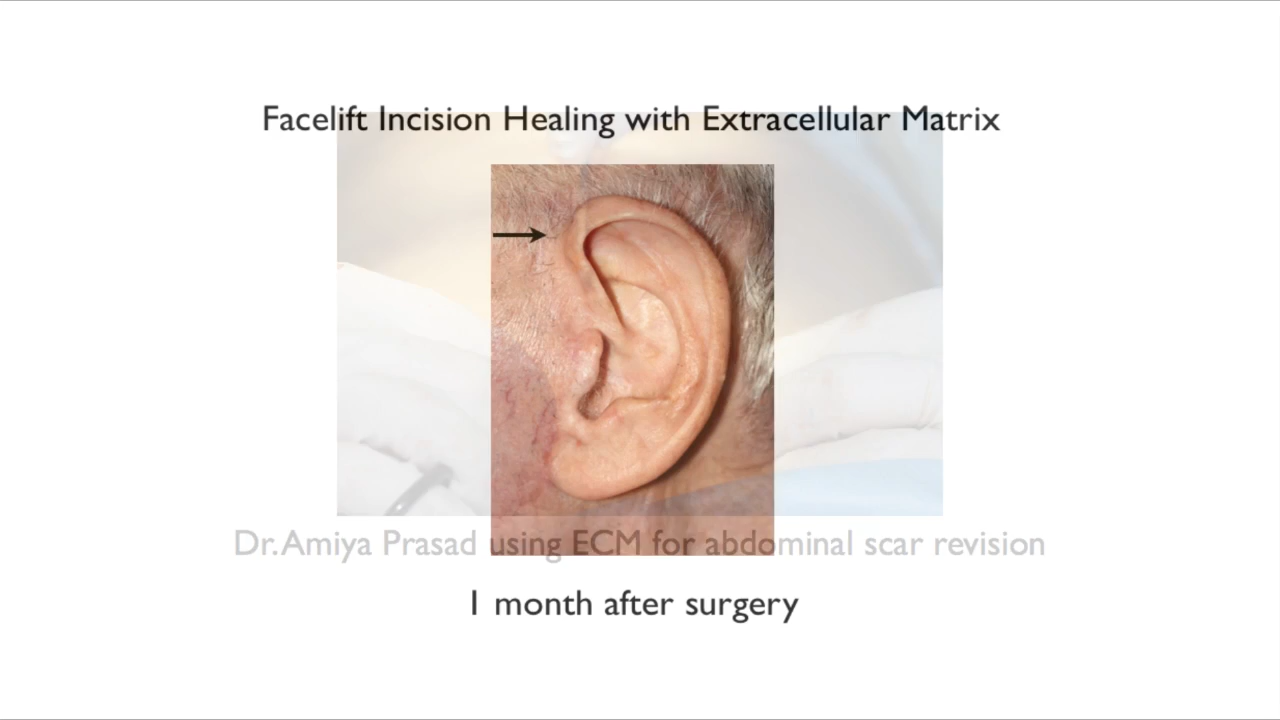 Facelift Incision Healing with Extracellular Matrix
Dr. Amiya Prasad using ECM for abdominal scar revision
1 month after surgery